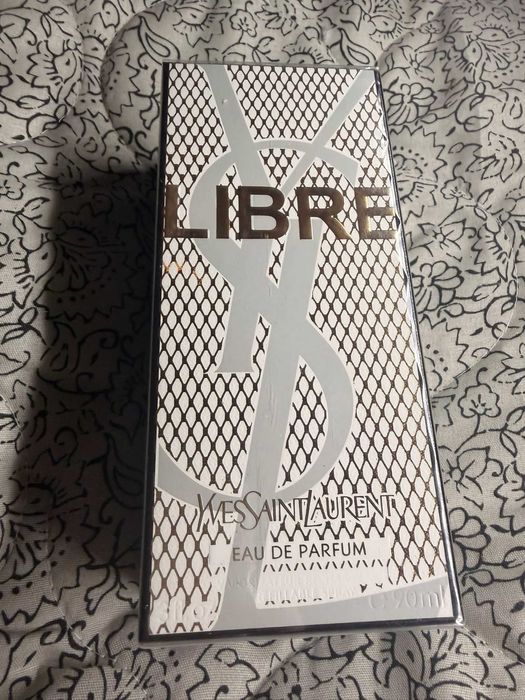 LIBRE
YVESSAINTLAURENT
EAU DE PARFUM
90ml